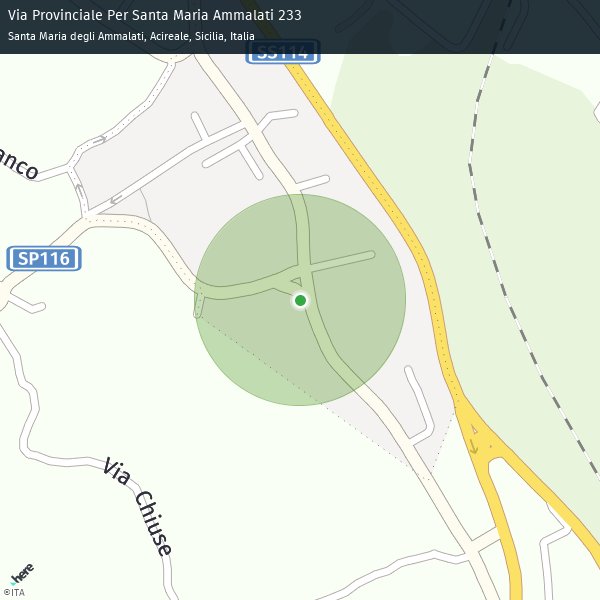 Via Provinciale Per Santa Maria Ammalati 233
Santa Maria degli Ammalati, Acireale, Sicilia, Italia
SS114
anco
SP116
Via Chiuse
here
©ITA